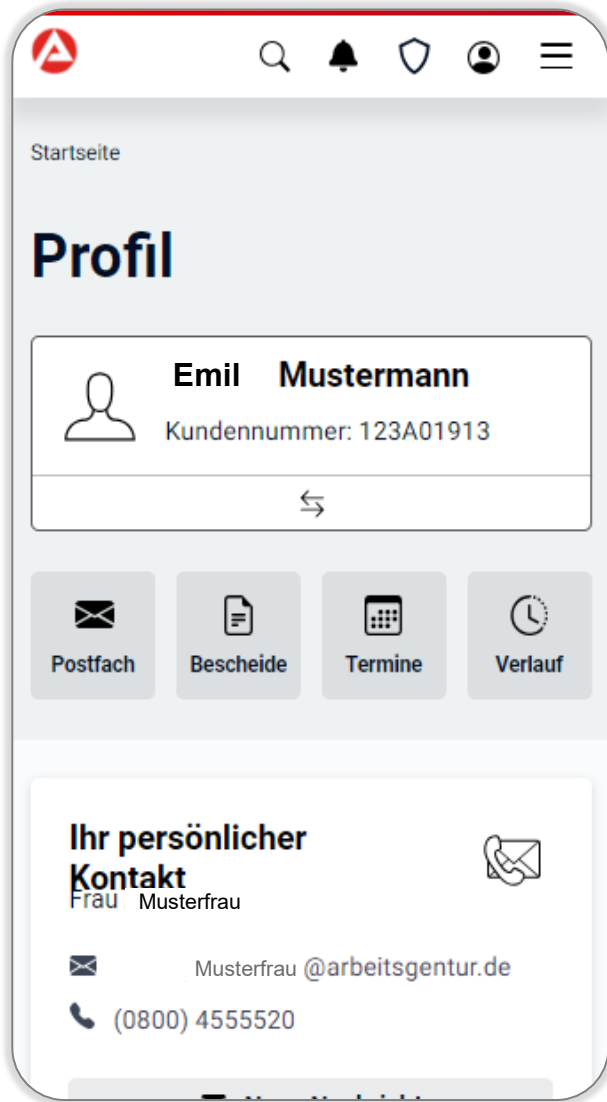 Startseite
Profil
Emil Mustermann
Kundennummer: 123A01913
Postfach Bescheide Termine Verlauf
Ihr persönlicher
Kontakt
Frau Musterfrau
Musterfrau @arbeitsgentur.de
(0800) 4555520